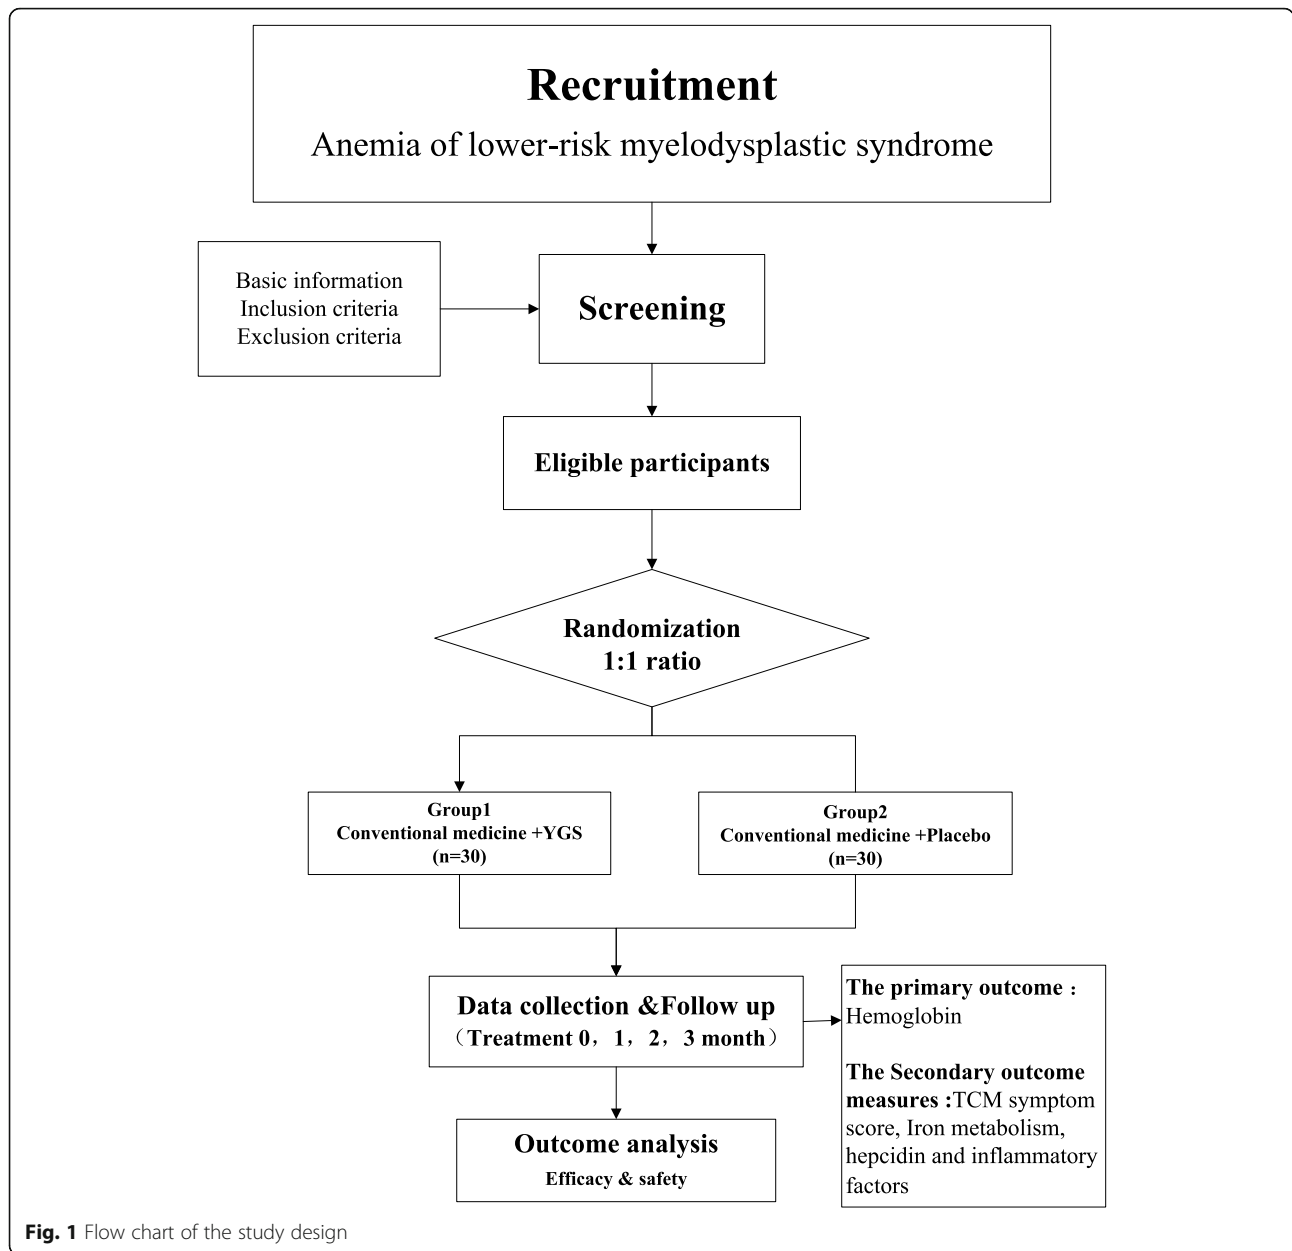 Recruitment
Anemia of lower-risk myelodysplastic syndrome
Basic information
Inclusion criteria
Exclusion criteria
Screening
Eligible participants
Randomization
1:1 ratio
Group1
Conventional medicine +YGS
(n=30)
Group2
Conventional medicine +Placebo
(n=30)
Data collection &Follow up
（Treatment 0，1，2，3 month）
The primary outcome：
Hemoglobin
The Secondary outcome
measures :TCM symptom
score, Iron metabolism,
hepcidin and inflammatory
factors
Outcome analysis
Efficacy & safety
Fig. 1 Flow chart of the study design